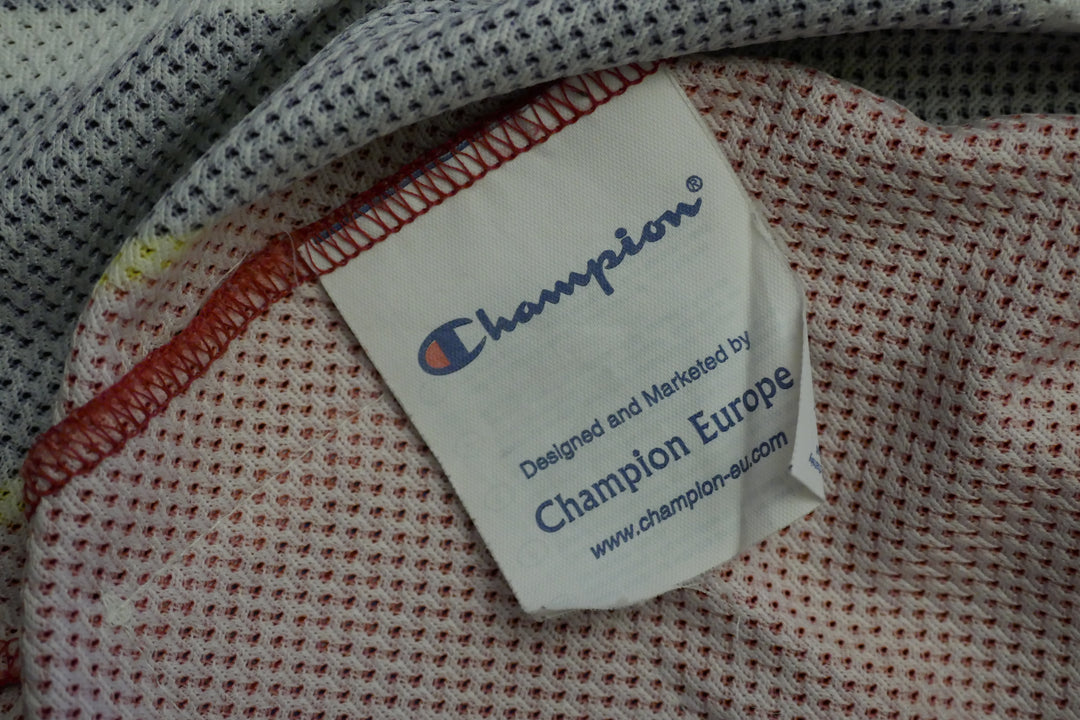 Champion®
Designed and Marketed by
Champion Europe
www.champion-eu.com